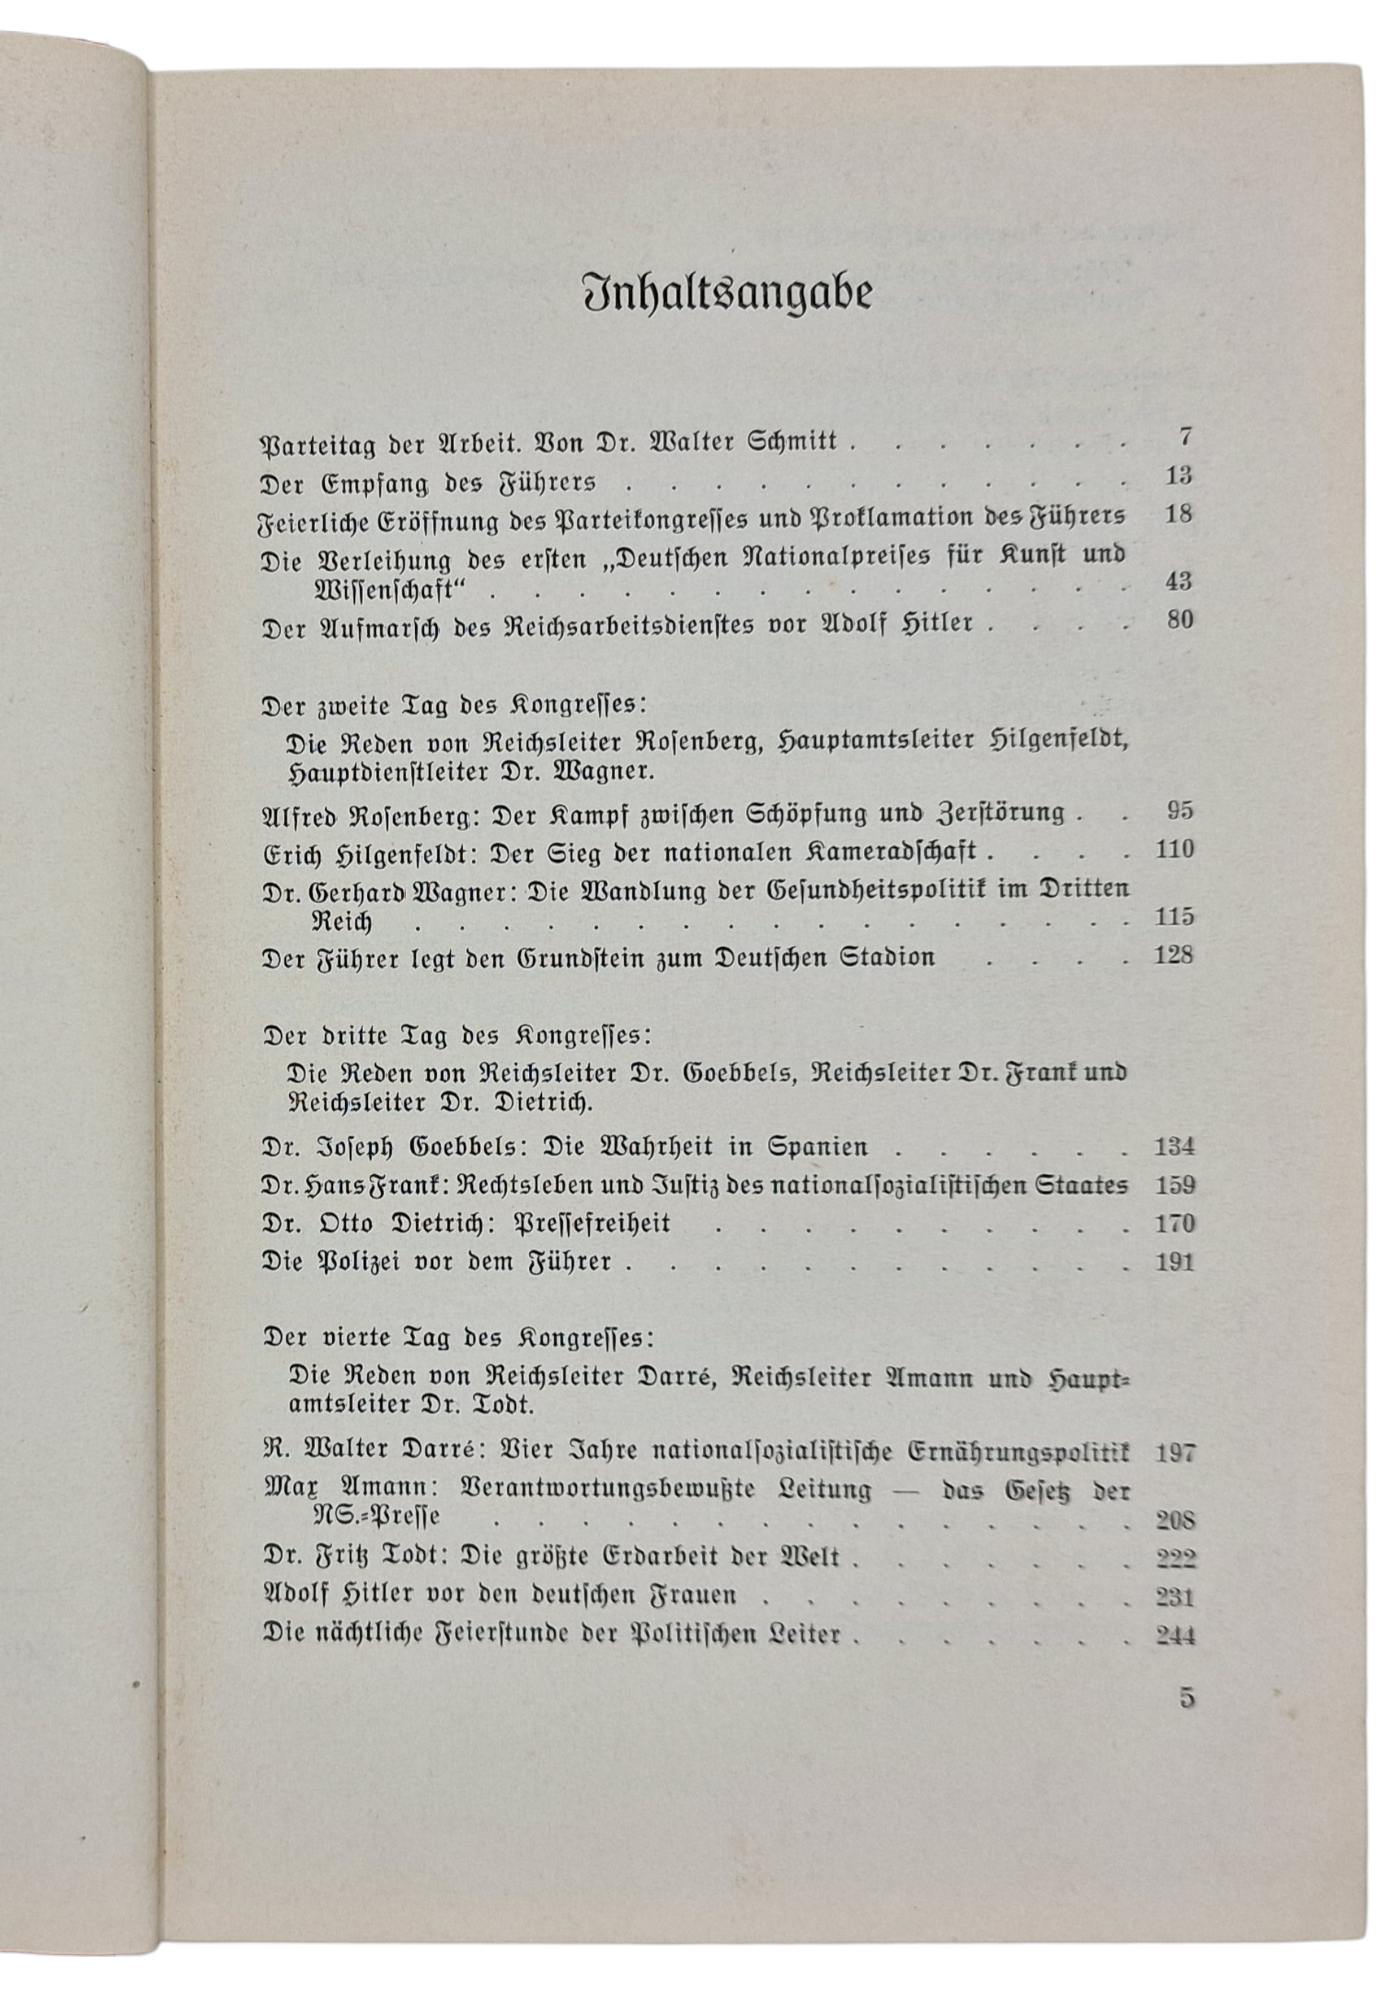 Inhaltsangabe
Parteitag der Arbeit. Von Dr. Walter Schmitt . . . . . . . 7
Der Empfang des Führers . . . . . . . . . . . . 13
Feierliche Eröffnung des Parteikongresses und Proklamation des Führers 18
Die Verleihung des ersten „Deutschen Nationalpreises für Kunst und
Wissenschaft“ . . . . . . . . . . . . . . . 43
Der Aufmarsch des Reichsarbeitsdienstes vor Adolf Hitler . . . . 80
Der zweite Tag des Kongresses:
Die Reden von Reichsleiter Rosenberg, Hauptamtsleiter Hilgenfeldt,
Hauptdienstleiter Dr. Wagner.
Alfred Rosenberg: Der Kampf zwischen Schöpfung und Zerstörung . . 95
Erich Hilgenfeldt: Der Sieg der nationalen Kameradschaft . . . . 110
Dr. Gerhard Wagner: Die Wandlung der Gesundheitspolitik im Dritten
Reich . . . . . . . . . . . . . . . . . 115
Der Führer legt den Grundstein zum Deutschen Stadion . . . . 128
Der dritte Tag des Kongresses:
Die Reden von Reichsleiter Dr. Goebbels, Reichsleiter Dr. Frank und
Reichsleiter Dr. Dietrich.
Dr. Joseph Goebbels: Die Wahrheit in Spanien . . . . . . 134
Dr. Hans Frank: Rechtsleben und Justiz des nationalsozialistischen Staates 159
Dr. Otto Dietrich: Pressefreiheit . . . . . . . . . . 170
Die Polizei vor dem Führer . . . . . . . . . . . . 191
Der vierte Tag des Kongresses:
Die Reden von Reichsleiter Darré, Reichsleiter Amann und Haupt-
amtsleiter Dr. Todt.
R. Walter Darré: Vier Jahre nationalsozialistische Ernährungspolitik 197
Max Amann: Verantwortungsbewußte Leitung — das Gesetz der
NS.-Presse . . . . . . . . . . . . . . . 208
Dr. Fritz Todt: Die größte Erdarbeit der Welt . . . . . . . 222
Adolf Hitler vor den deutschen Frauen . . . . . . . . . 231
Die nächtliche Feierstunde der Politischen Leiter . . . . . . . 244
5